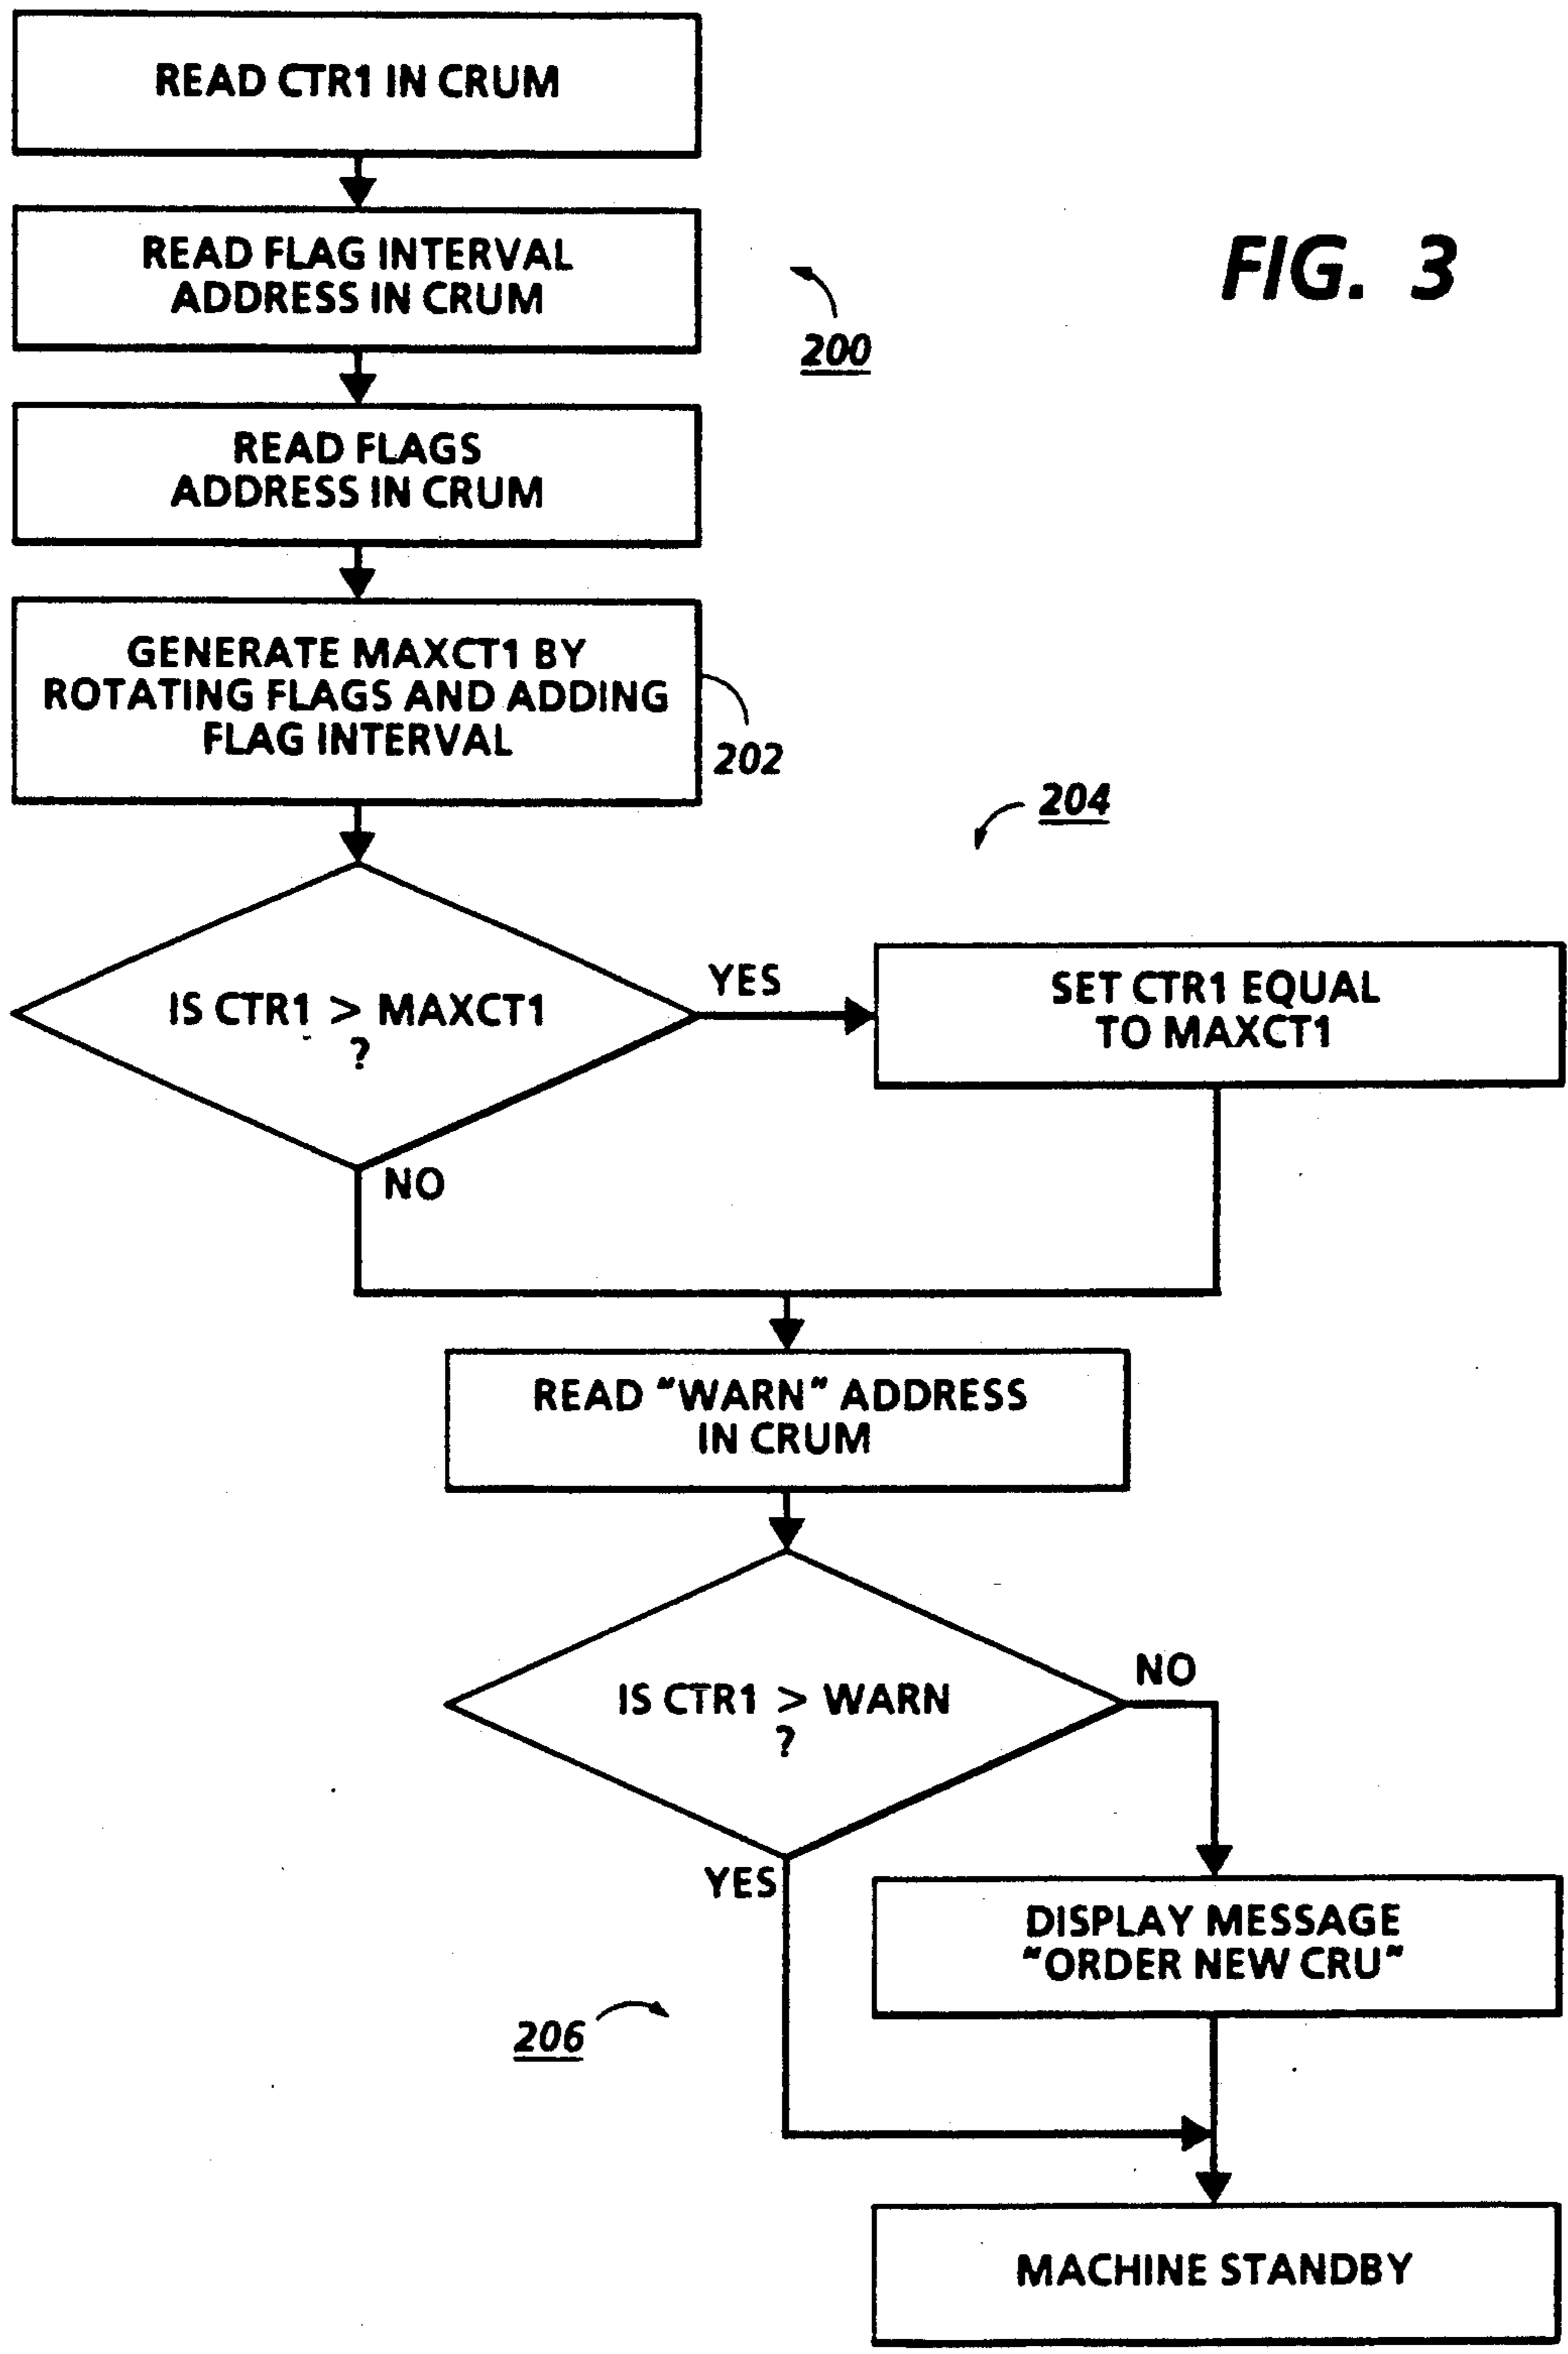 READ CTR1 IN CRUM
READ FLAG INTERVAL
ADDRESS IN CRUM
FIG. 3
200
READ FLAGS
ADDRESS IN CRUM
GENERATE MAXCT1 BY
ROTATING FLAGS AND ADDING
FLAG INTERVAL
202
204
IS CTR1 > MAXCT1
?
YES
SET CTR1 EQUAL
TO MAXCT1
NO
READ "WARN" ADDRESS
IN CRUM
IS CTR1 > WARN
?
NO
YES
DISPLAY MESSAGE
"ORDER NEW CRU"
206
MACHINE STANDBY